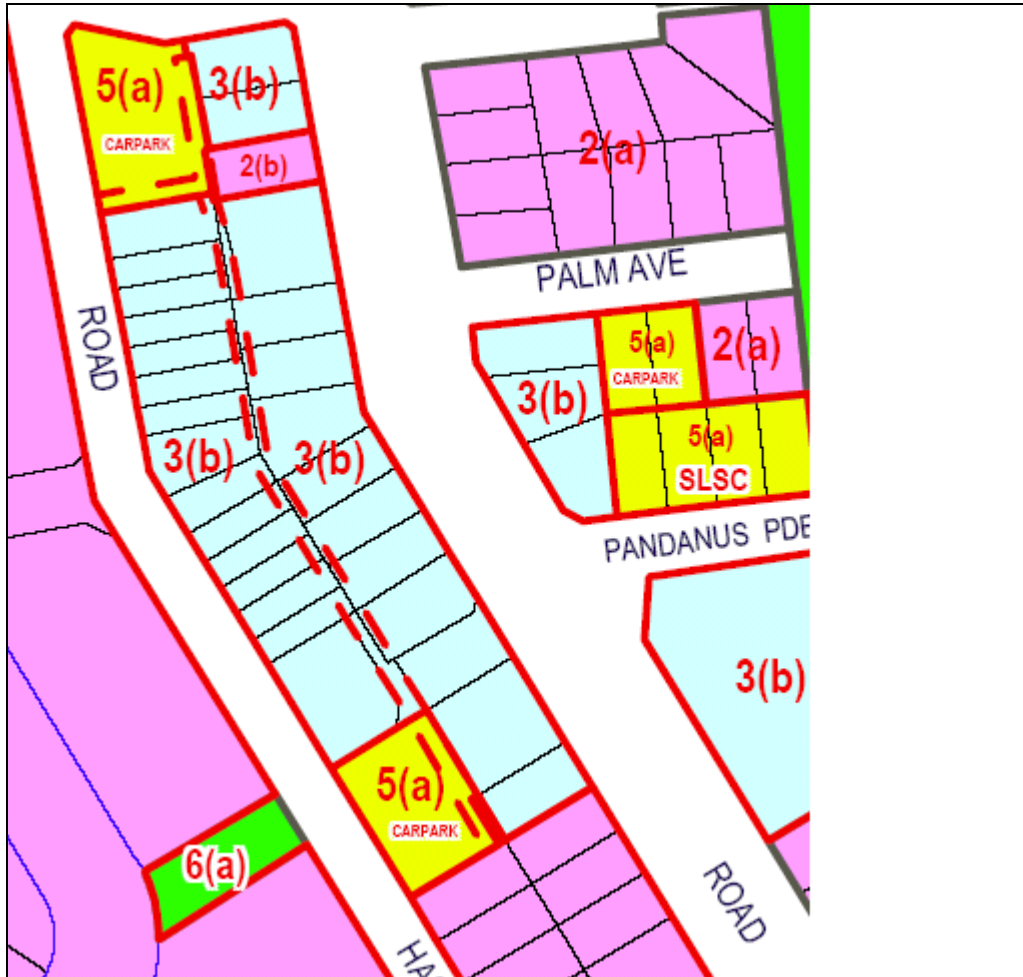 5(a)
CARPARK
3(b)
2(b)
2(a)
PALM AVE
ROAD
5(a)
CARPARK
2(a)
3(b)
5(a)
SLSC
3(b)
3(b)
PANDANUS PDE
3(b)
5(a)
CARPARK
6(a)
ROAD